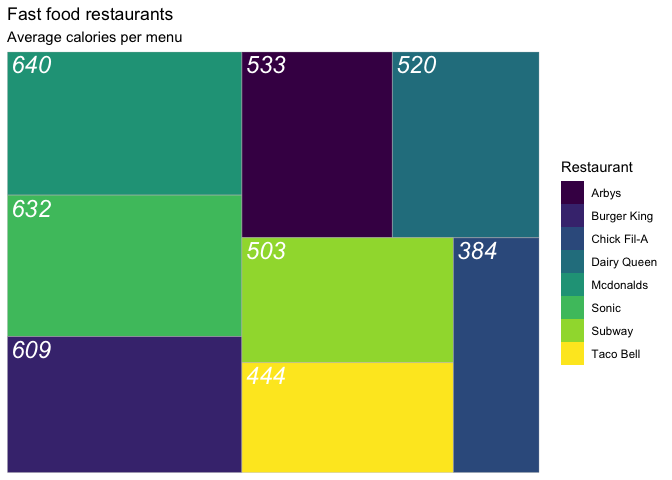 Fast food restaurants
Average calories per menu
640
533
520
632
503
384
609
444
Restaurant
Arbys
Burger King
Chick Fil-A
Dairy Queen
Mcdonalds
Sonic
Subway
Taco Bell